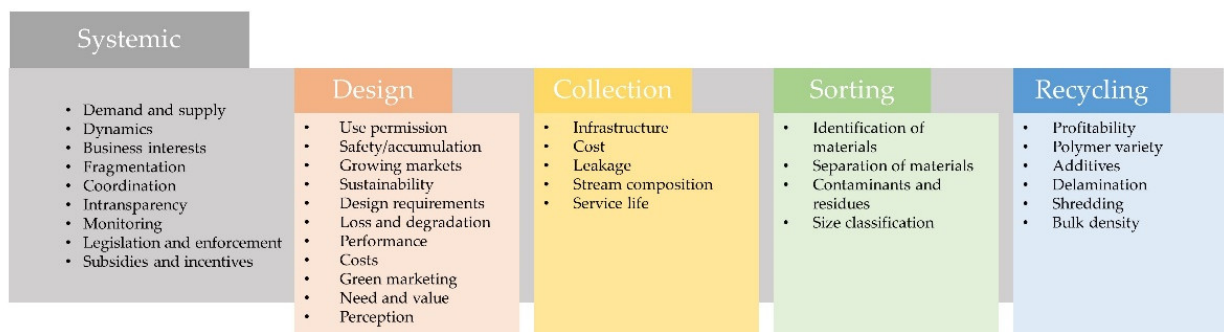 Systemic
• Demand and supply
• Dynamics
• Business interests
• Fragmentation
• Coordination
• Intransparency
• Monitoring
• Legislation and enforcement
• Subsidies and incentives
Design
• Use permission
• Safety/accumulation
• Growing markets
• Sustainability
• Design requirements
• Loss and degradation
• Performance
• Costs
• Green marketing
• Need and value
• Perception
Collection
• Infrastructure
• Cost
• Leakage
• Stream composition
• Service life
Sorting
• Identification of
materials
• Separation of materials
• Contaminants and
residues
• Size classification
Recycling
• Profitability
• Polymer variety
• Additives
• Delamination
• Shredding
• Bulk density